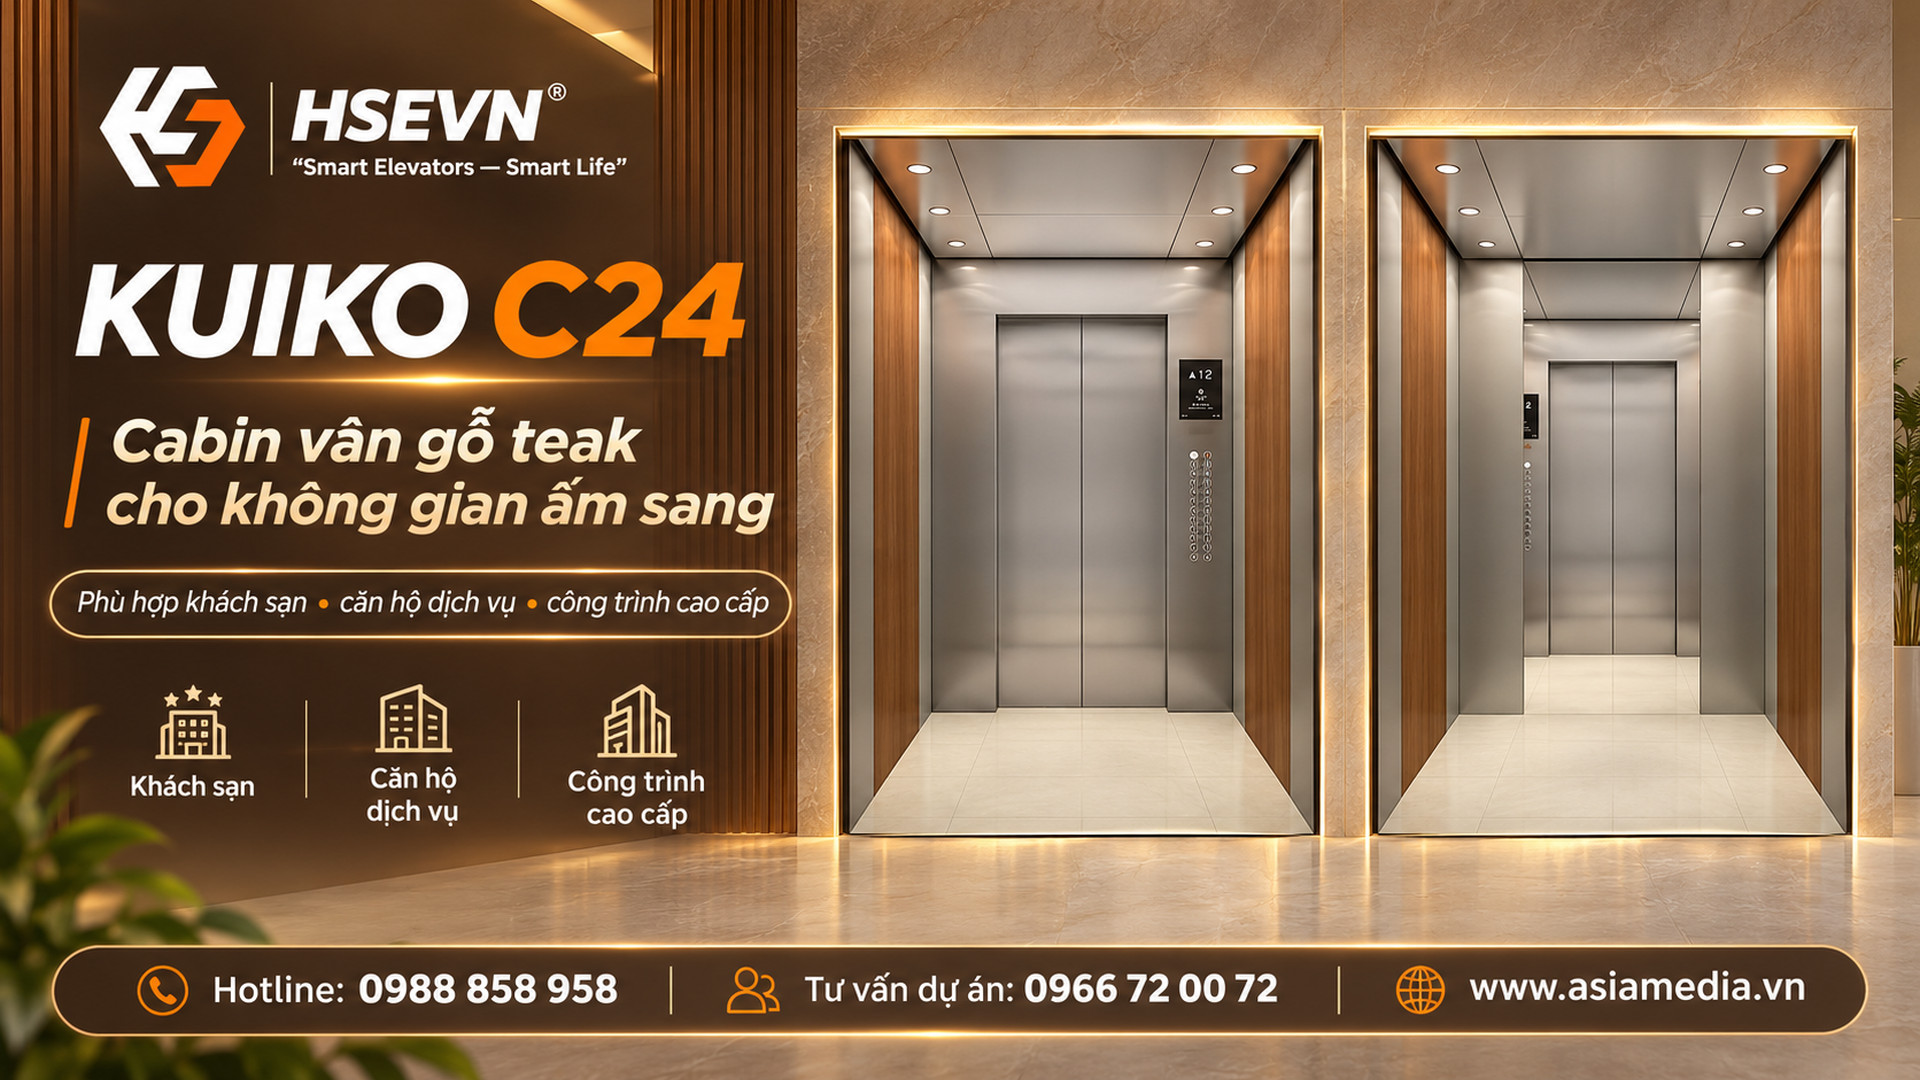 HSEVN®
“Smart Elevators — Smart Life”
KUIKO C24
Cabin vân gỗ teak
cho không gian ấm sang
Phù hợp khách sạn • căn hộ dịch vụ • công trình cao cấp
Khách sạn
Căn hộ
dịch vụ
Công trình
cao cấp
▲12
2
Hotline: 0988 858 958
Tư vấn dự án: 0966 72 00 72
www.asiamedia.vn